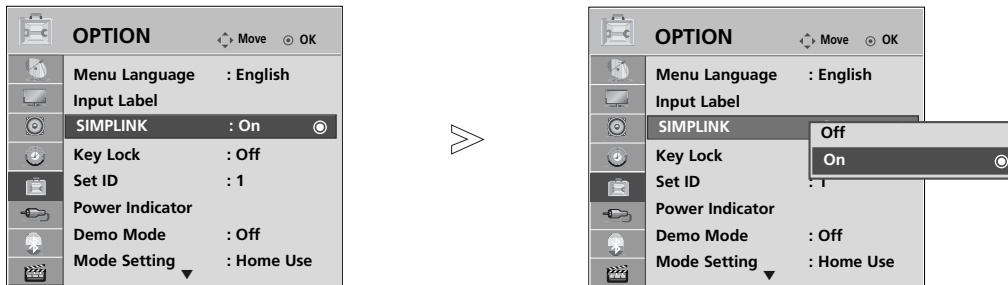 OPTION Move OK
Menu Language : English
Input Label
SIMPLINK : On
Key Lock : Off
Set ID : 1
Power Indicator
Demo Mode : Off
Mode Setting : Home Use
OPTION Move OK
Menu Language : English
Input Label
SIMPLINK
Off
Key Lock
On
Set ID : 1
Power Indicator
Demo Mode : Off
Mode Setting : Home Use